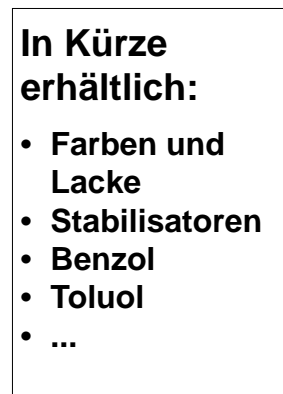 In Kürze
erhältlich:
• Farben und
Lacke
• Stabilisatoren
• Benzol
• Toluol
• ...